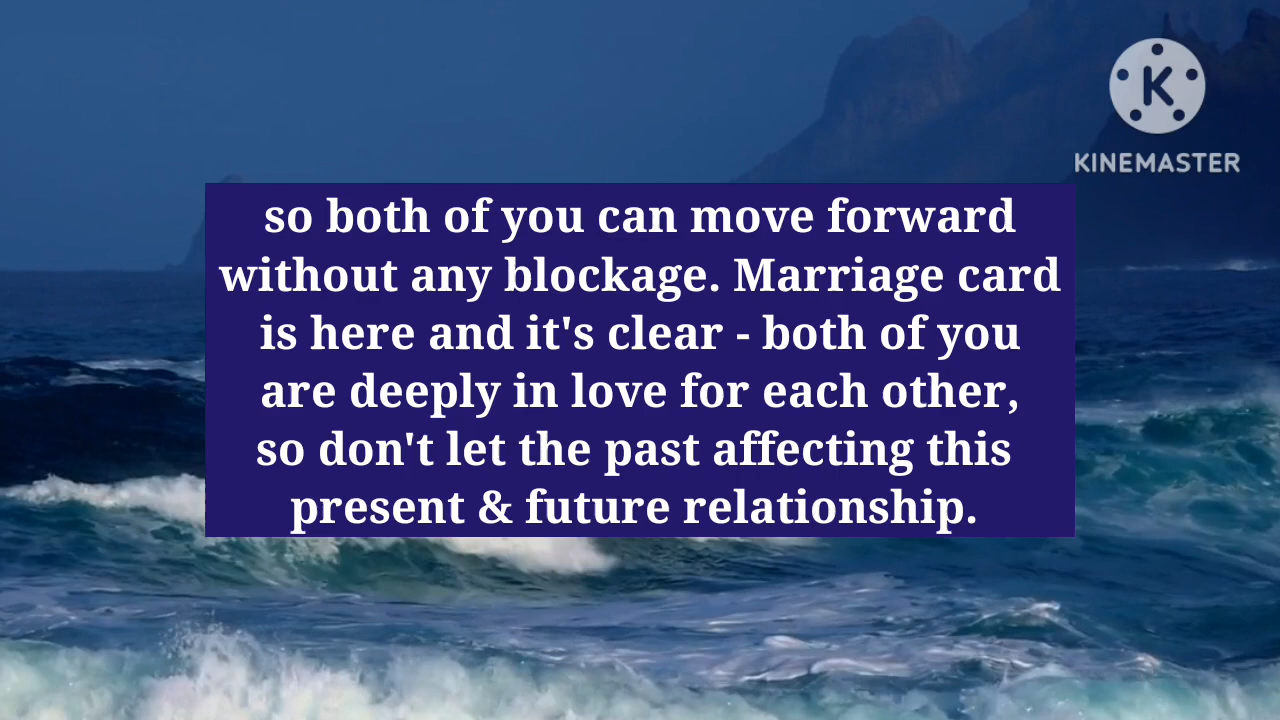 KINEMASTER
so both of you can move forward
without any blockage. Marriage card
is here and it's clear - both of you
are deeply in love for each other,
so don't let the past affecting this
present & future relationship.